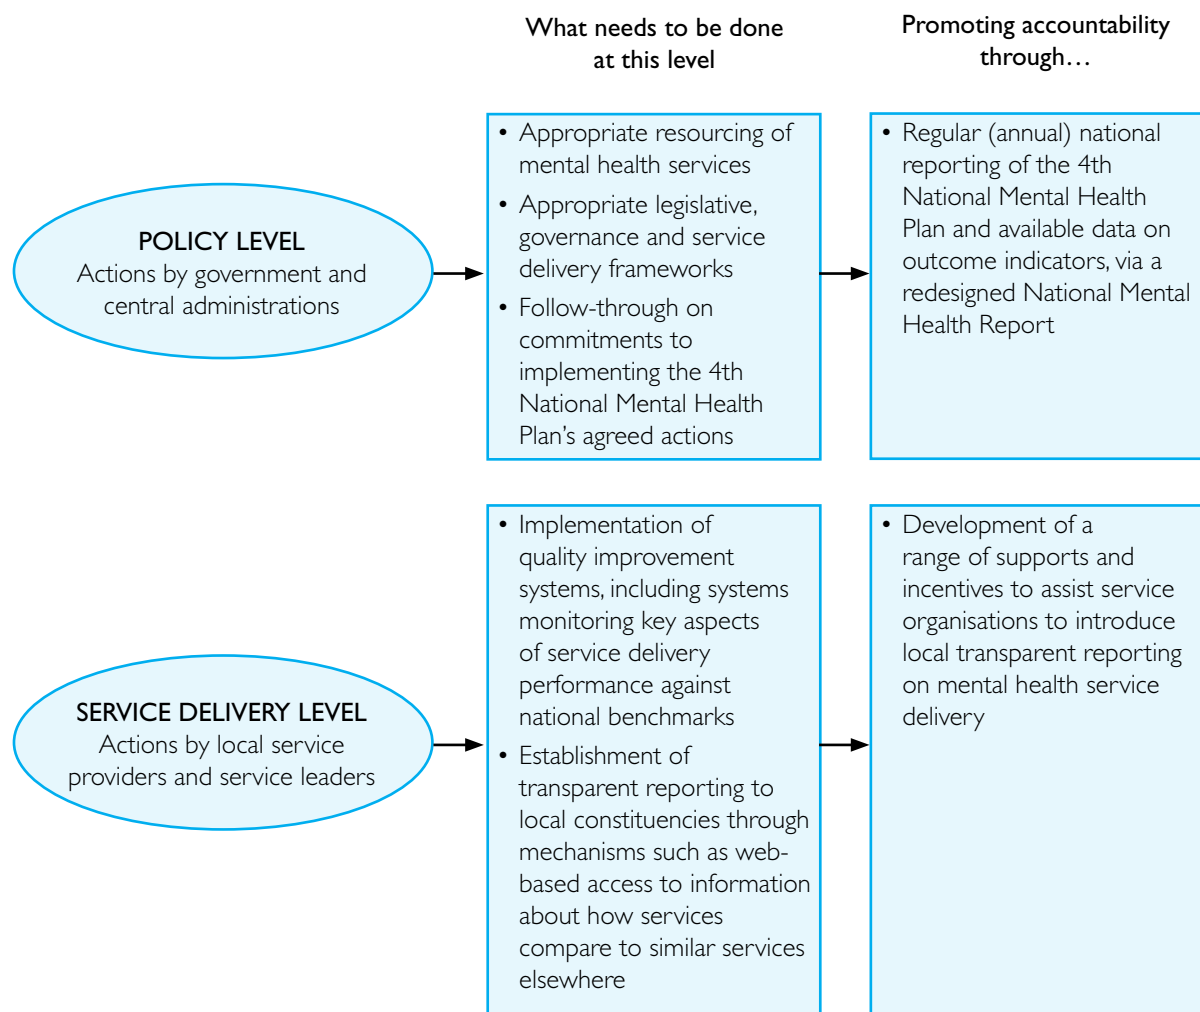 What needs to be done
at this level
Promoting accountability
through…
POLICY LEVEL
Actions by government and
central administrations
• Appropriate resourcing of
mental health services
• Appropriate legislative,
governance and service
delivery frameworks
• Follow-through on
commitments to
implementing the 4th
National Mental Health
Plan’s agreed actions
• Regular (annual) national
reporting of the 4th
National Mental Health
Plan and available data on
outcome indicators, via a
redesigned National Mental
Health Report
SERVICE DELIVERY LEVEL
Actions by local service
providers and service leaders
• Implementation of
quality improvement
systems, including systems
monitoring key aspects
of service delivery
performance against
national benchmarks
• Establishment of
transparent reporting to
local constituencies through
mechanisms such as web-
based access to information
about how services
compare to similar services
elsewhere
• Development of a
range of supports and
incentives to assist service
organisations to introduce
local transparent reporting
on mental health service
delivery